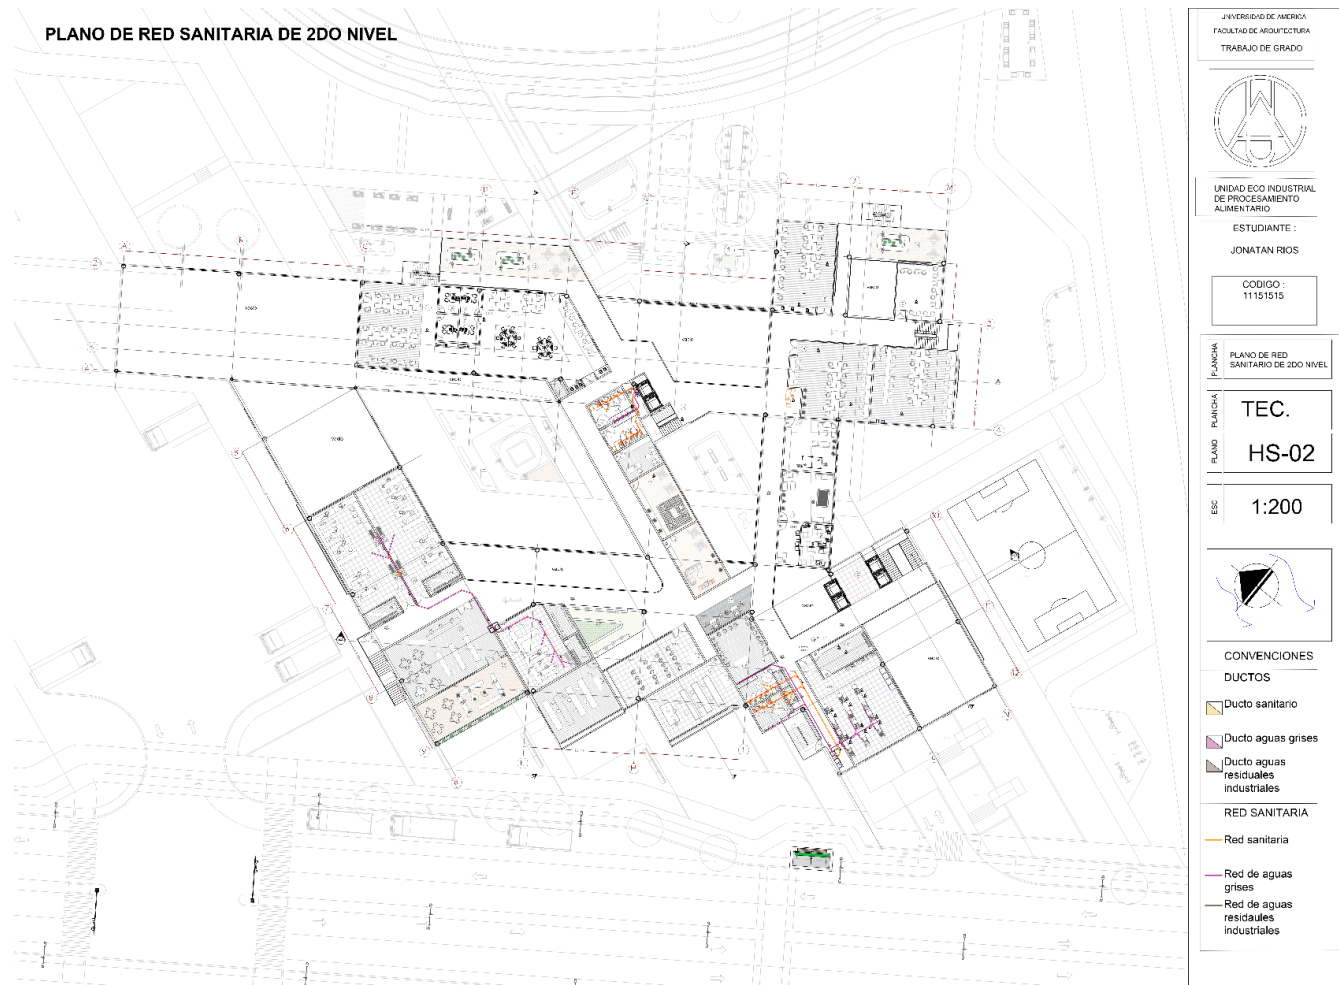 PLANO DE RED SANITARIA DE 2DO NIVEL
UNIVERSIDAD DE AMERICA
FACULTAD DE ARQUITECTURA
TRABAJO DE GRADO
UNIDAD ECO INDUSTRIAL
DE PROCESAMIENTO
ALIMENTARIO
ESTUDIANTE :
JONATAN RIOS
CODIGO :
11151515
PLANCHA
PLANO DE RED
SANITARIO DE 2DO NIVEL
PLANCHA
TEC.
PLANO
HS-02
ESC
1:200
CONVENCIONES
DUCTOS
Ducto sanitario
Ducto aguas grises
Ducto aguas
residuales
industriales
RED SANITARIA
Red sanitaria
Red de aguas
grises
Red de aguas
residaules
industriales